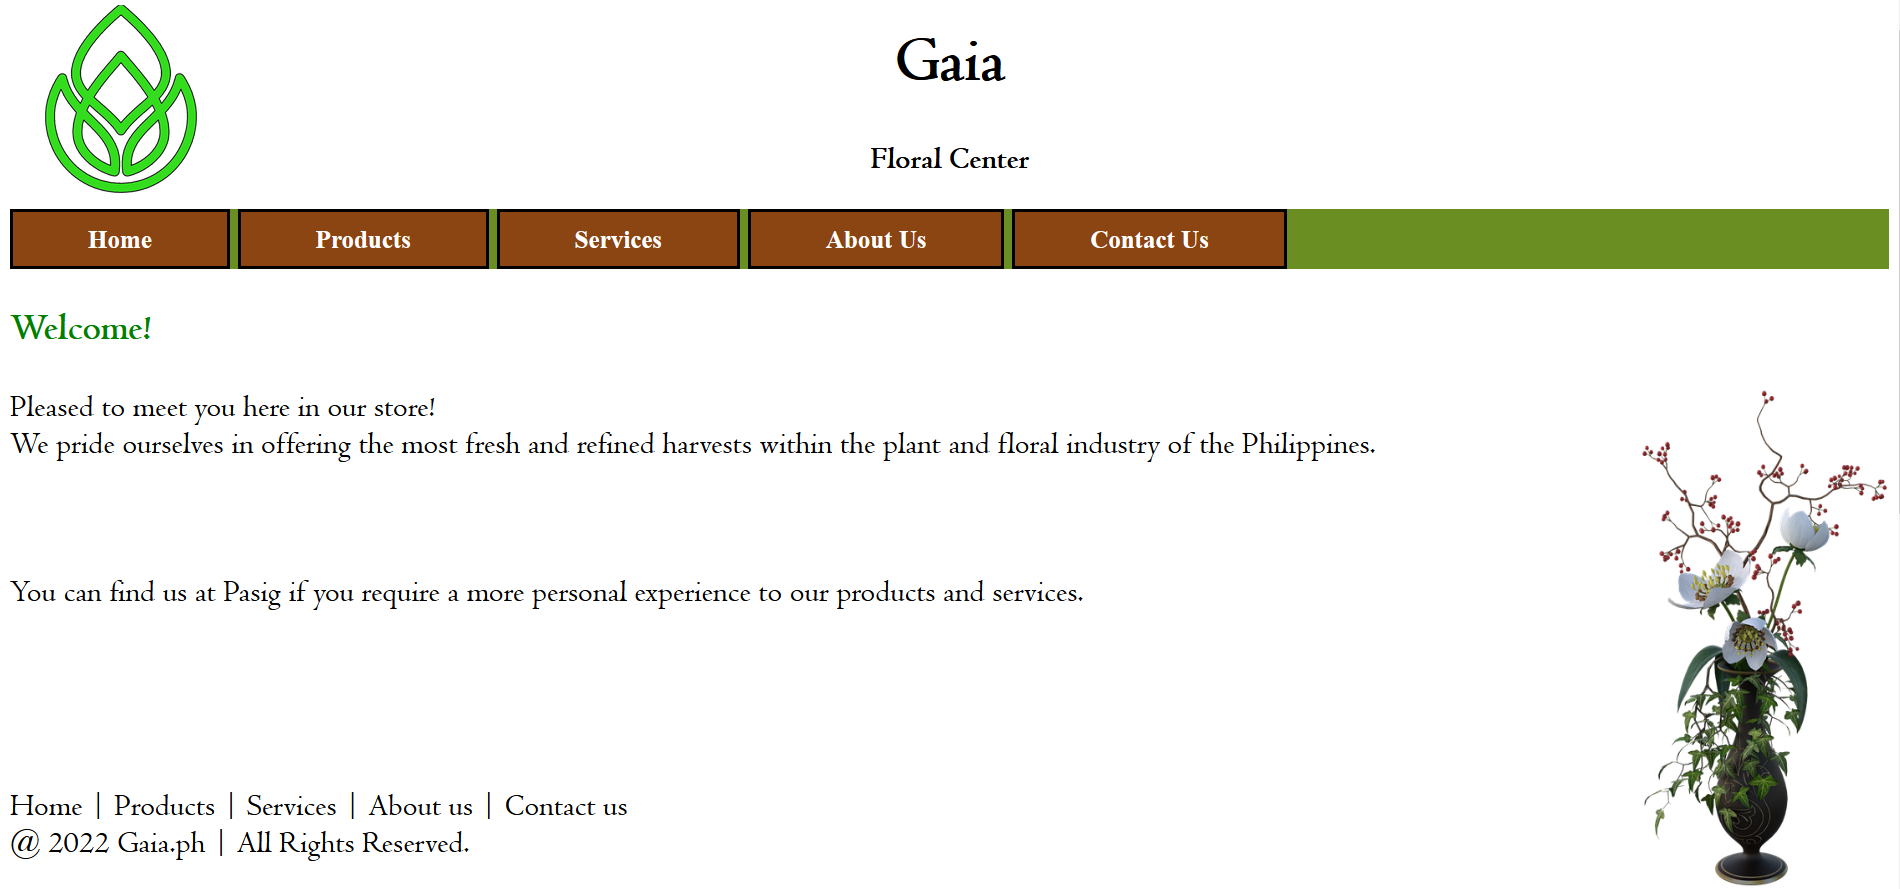 Gaia
Floral Center
Home Products Services About Us Contact Us
Welcome!
Pleased to meet you here in our store!
We pride ourselves in offering the most fresh and refined harvests within the plant and floral industry of the Philippines.
You can find us at Pasig if you require a more personal experience to our products and services.
Home | Products | Services | About us | Contact us
@ 2022 Gaia.ph | All Rights Reserved.